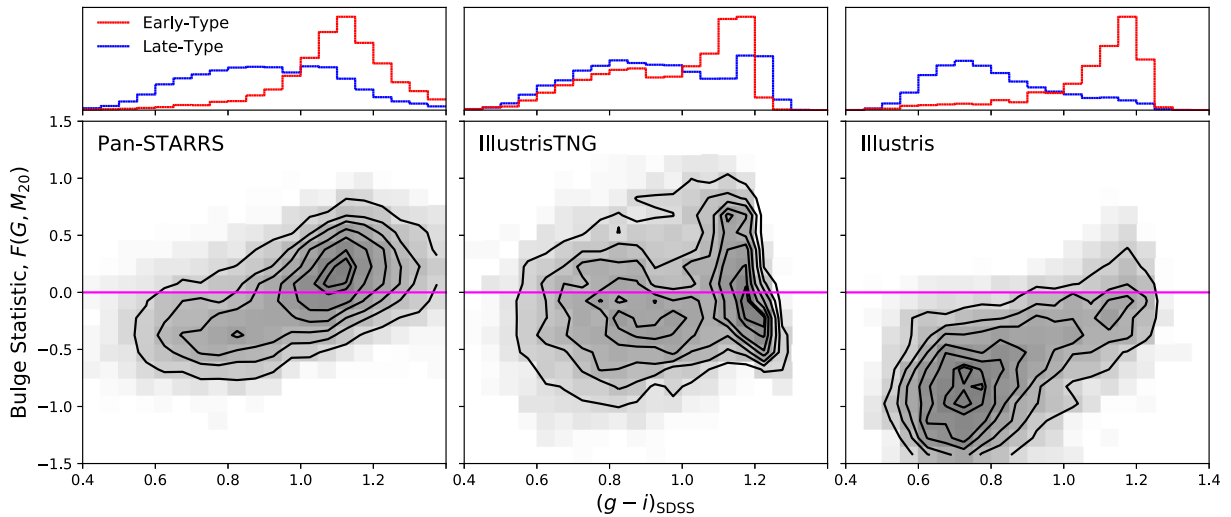 Early-Type
Late-Type
Pan-STARRS
IllustrisTNG
Illustris
Bulge Statistic, F(G, M₂₀)
1.5
1.0
0.5
0.0
−0.5
−1.0
−1.5
0.4 0.6 0.8 1.0 1.2 0.4 0.6 0.8 1.0 1.2 0.4 0.6 0.8 1.0 1.2 1.4
(g − i)SDSS